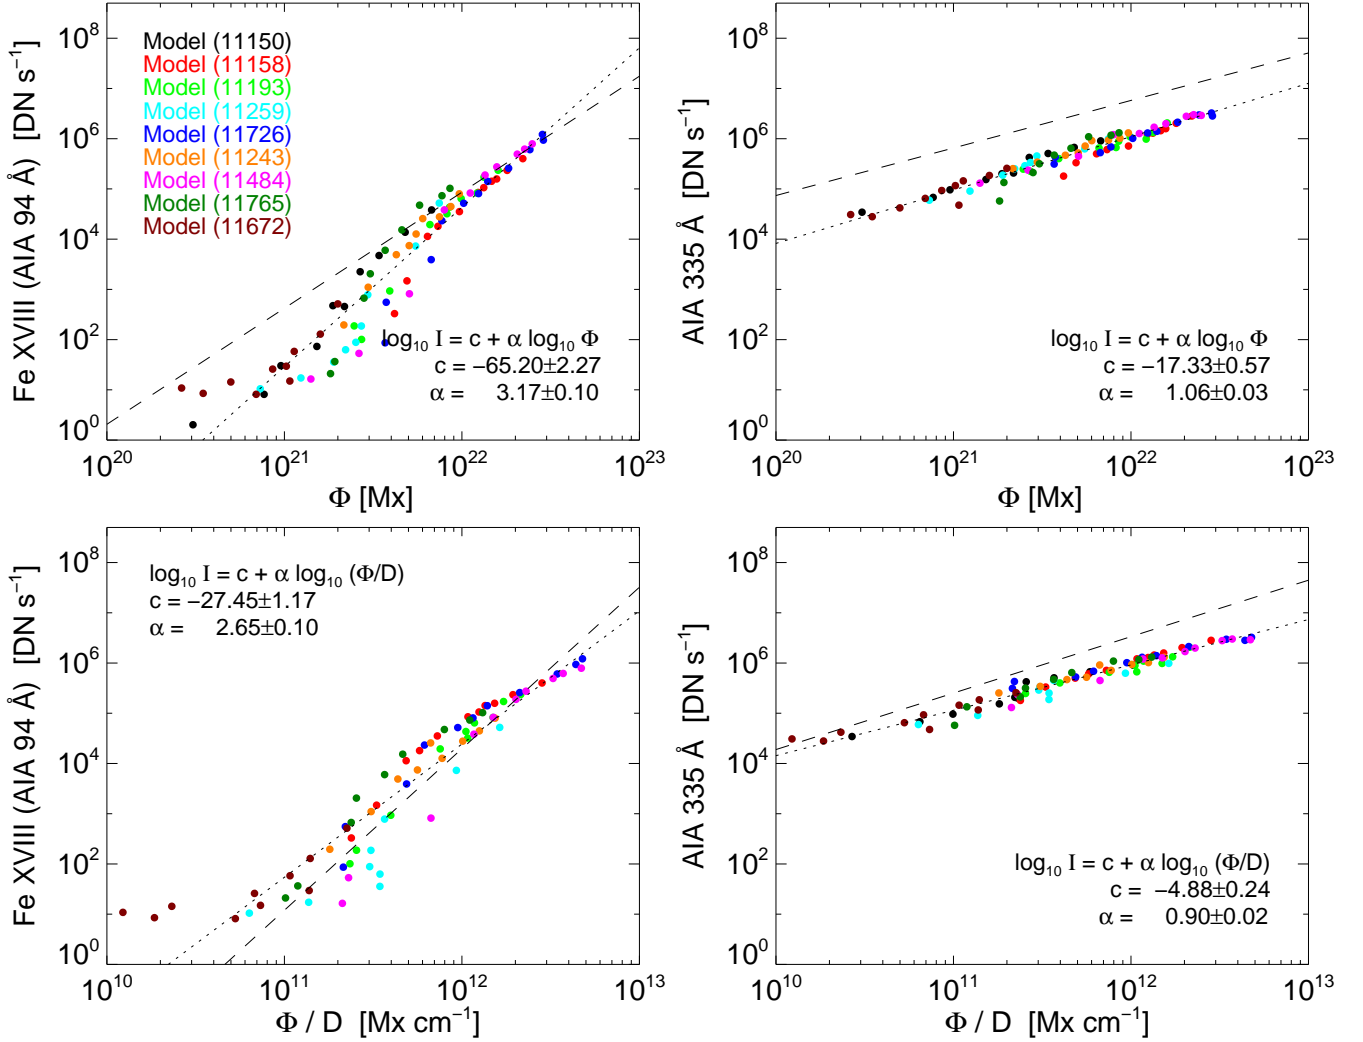 Fe XVIII (AIA 94 Å) [DN s⁻¹]
10⁸
10⁶
10⁴
10²
10⁰
Model (11150)
Model (11158)
Model (11193)
Model (11259)
Model (11726)
Model (11243)
Model (11484)
Model (11765)
Model (11672)
log₁₀ I = c + α log₁₀ Φ
c = −65.20±2.27
α = 3.17±0.10
10²⁰ 10²¹ 10²² 10²³
Φ [Mx]
AIA 335 Å [DN s⁻¹]
10⁸
10⁶
10⁴
10²
10⁰
log₁₀ I = c + α log₁₀ Φ
c = −17.33±0.57
α = 1.06±0.03
10²⁰ 10²¹ 10²² 10²³
Φ [Mx]
Fe XVIII (AIA 94 Å) [DN s⁻¹]
10⁸
10⁶
10⁴
10²
10⁰
log₁₀ I = c + α log₁₀ (Φ/D)
c = −27.45±1.17
α = 2.65±0.10
10¹⁰ 10¹¹ 10¹² 10¹³
Φ / D [Mx cm⁻¹]
AIA 335 Å [DN s⁻¹]
10⁸
10⁶
10⁴
10²
10⁰
log₁₀ I = c + α log₁₀ (Φ/D)
c = −4.88±0.24
α = 0.90±0.02
10¹⁰ 10¹¹ 10¹² 10¹³
Φ / D [Mx cm⁻¹]